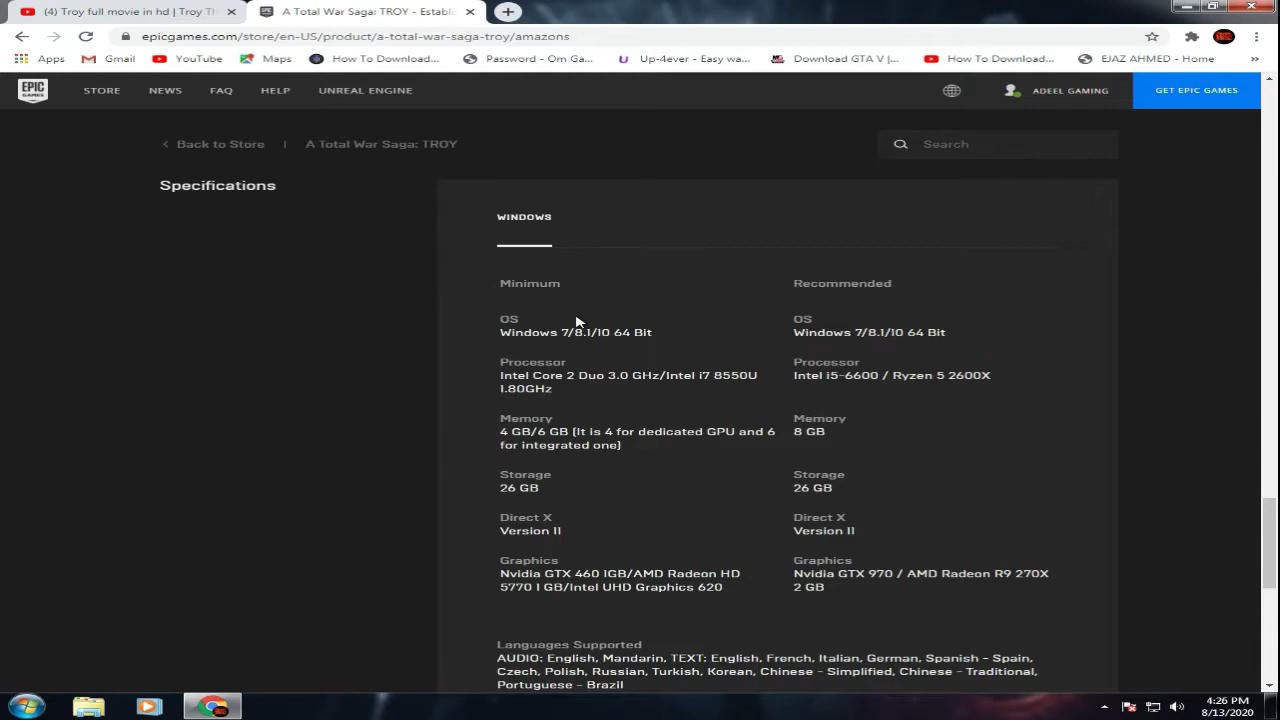 (4) Troy full movie in hd | Troy Th
A Total War Saga: TROY - Establis
epicgames.com/store/en-US/product/a-total-war-saga-troy/amazons
Apps
Gmail
YouTube
Maps
How To Download...
Password - Om Ga...
Up-4ever - Easy wa...
Download GTA V |...
How To Download...
EJAZ AHMED - Home
»
EPIC GAMES
STORE
NEWS
FAQ
HELP
UNREAL ENGINE
ADEEL GAMING
GET EPIC GAMES
Back to Store
A Total War Saga: TROY
Search
Specifications
WINDOWS
Minimum
Recommended
OS
Windows 7/8.1/10 64 Bit
OS
Windows 7/8.1/10 64 Bit
Processor
Intel Core 2 Duo 3.0 GHz/Intel i7 8550U
1.80GHz
Processor
Intel i5-6600 / Ryzen 5 2600X
Memory
4 GB/6 GB (It is 4 for dedicated GPU and 6
for integrated one)
Memory
8 GB
Storage
26 GB
Storage
26 GB
Direct X
Version 11
Direct X
Version 11
Graphics
Nvidia GTX 460 1GB/AMD Radeon HD
5770 1 GB/Intel UHD Graphics 620
Graphics
Nvidia GTX 970 / AMD Radeon R9 270X
2 GB
Languages Supported
AUDIO: English, Mandarin, TEXT: English, French, Italian, German, Spanish - Spain,
Czech, Polish, Russian, Turkish, Korean, Chinese - Simplified, Chinese - Traditional,
Portuguese - Brazil
4:26 PM
8/13/2020